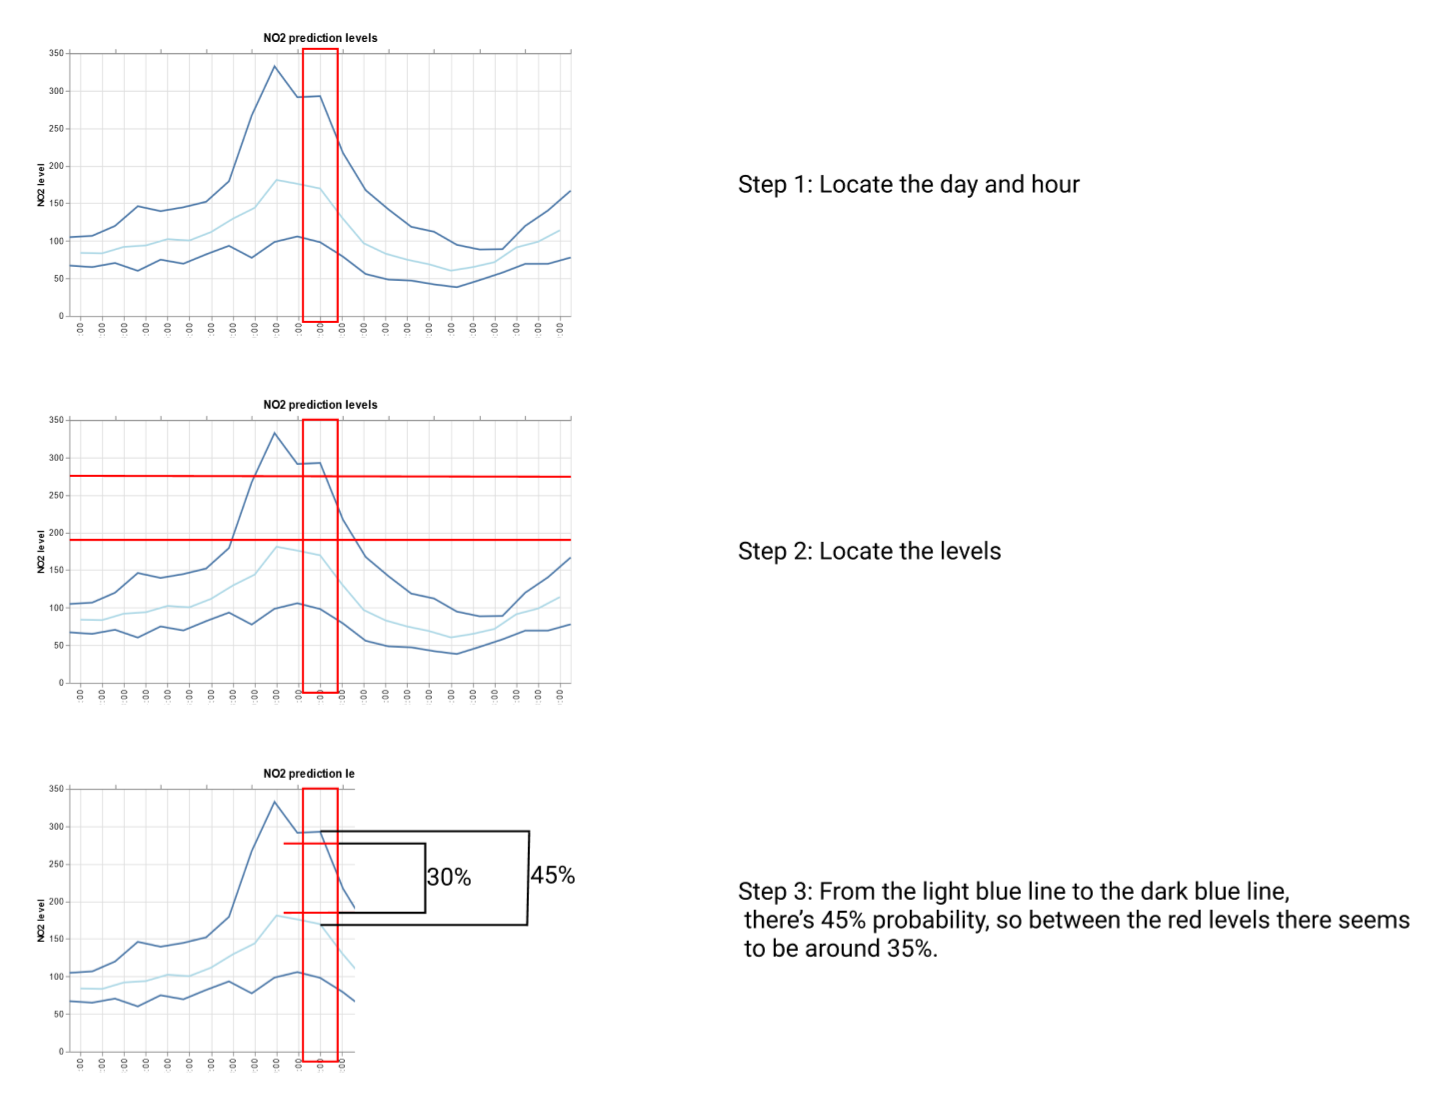 NO2 prediction levels
350
300
250
200
150
100
50
0
NO2 level
:00 :00 :00 :00 :00 :00 :00 :00 :00 :00 :00 :00 :00 :00 :00 :00 :00 :00 :00 :00 :00 :00 :00
Step 1: Locate the day and hour
NO2 prediction levels
350
300
250
200
150
100
50
0
NO2 level
:00 :00 :00 :00 :00 :00 :00 :00 :00 :00 :00 :00 :00 :00 :00 :00 :00 :00 :00 :00 :00 :00 :00
Step 2: Locate the levels
NO2 prediction le
350
300
250
200
150
100
50
0
NO2 level
:00 :00 :00 :00 :00 :00 :00 :00 :00 :00 :00 :00 :00
30%
45%
Step 3: From the light blue line to the dark blue line,
there’s 45% probability, so between the red levels there seems
to be around 35%.